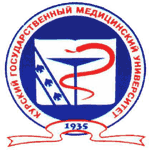 КУРСКИЙ ГОСУДАРСТВЕННЫЙ МЕДИЦИНСКИЙ УНИВЕРСИТЕТ
1935